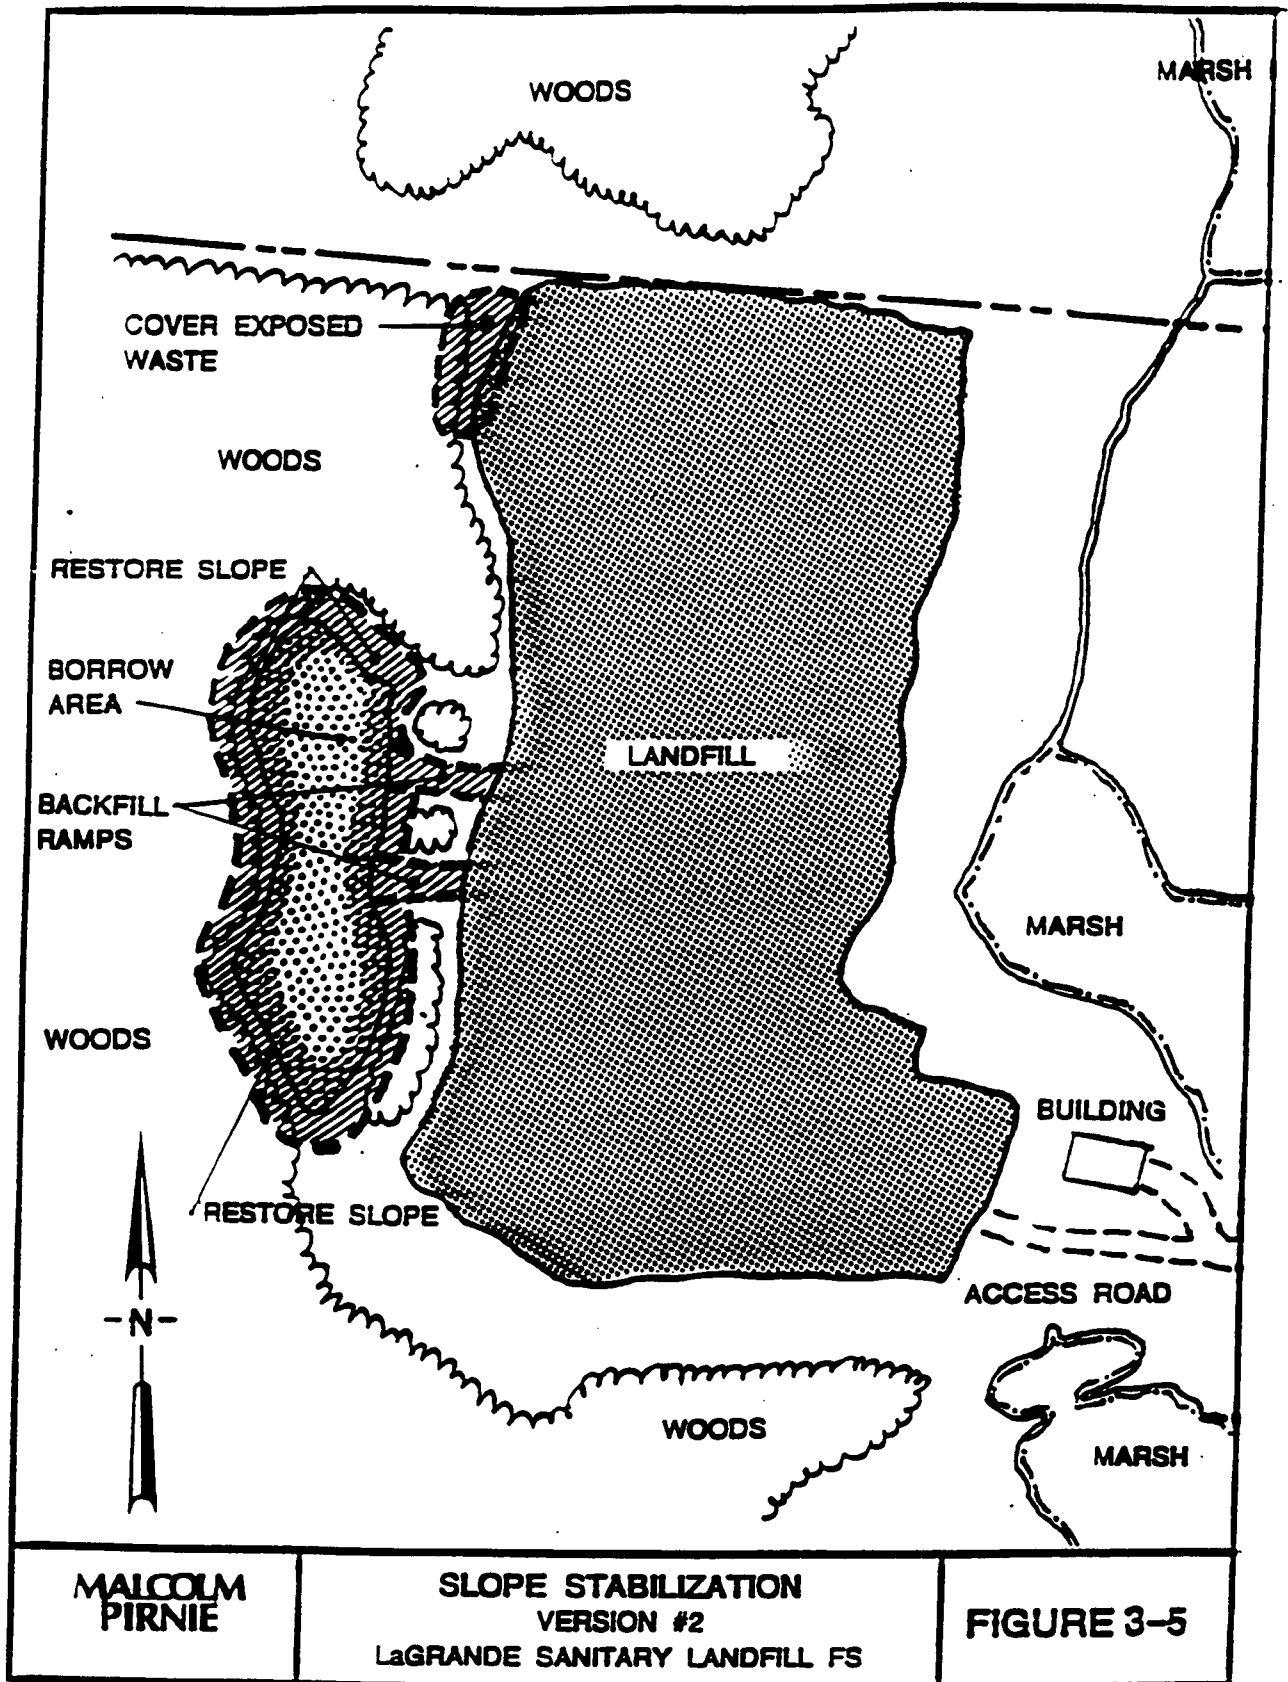 WOODS
MARSH
COVER EXPOSED
WASTE
WOODS
RESTORE SLOPE
BORROW
AREA
LANDFILL
BACKFILL
RAMPS
MARSH
WOODS
BUILDING
RESTORE SLOPE
ACCESS ROAD
-N-
WOODS
MARSH
MALCOLM
PIRNIE
SLOPE STABILIZATION
VERSION #2
LaGRANDE SANITARY LANDFILL FS
FIGURE 3-5